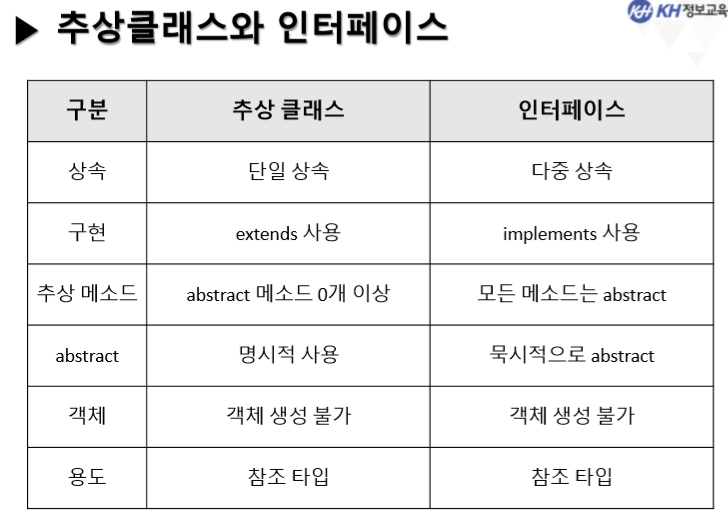 ▶ 추상클래스와 인터페이스
KH 정보교육
구분 추상 클래스 인터페이스
상속 단일 상속 다중 상속
구현 extends 사용 implements 사용
추상 메소드 abstract 메소드 0개 이상 모든 메소드는 abstract
abstract 명시적 사용 묵시적으로 abstract
객체 객체 생성 불가 객체 생성 불가
용도 참조 타입 참조 타입